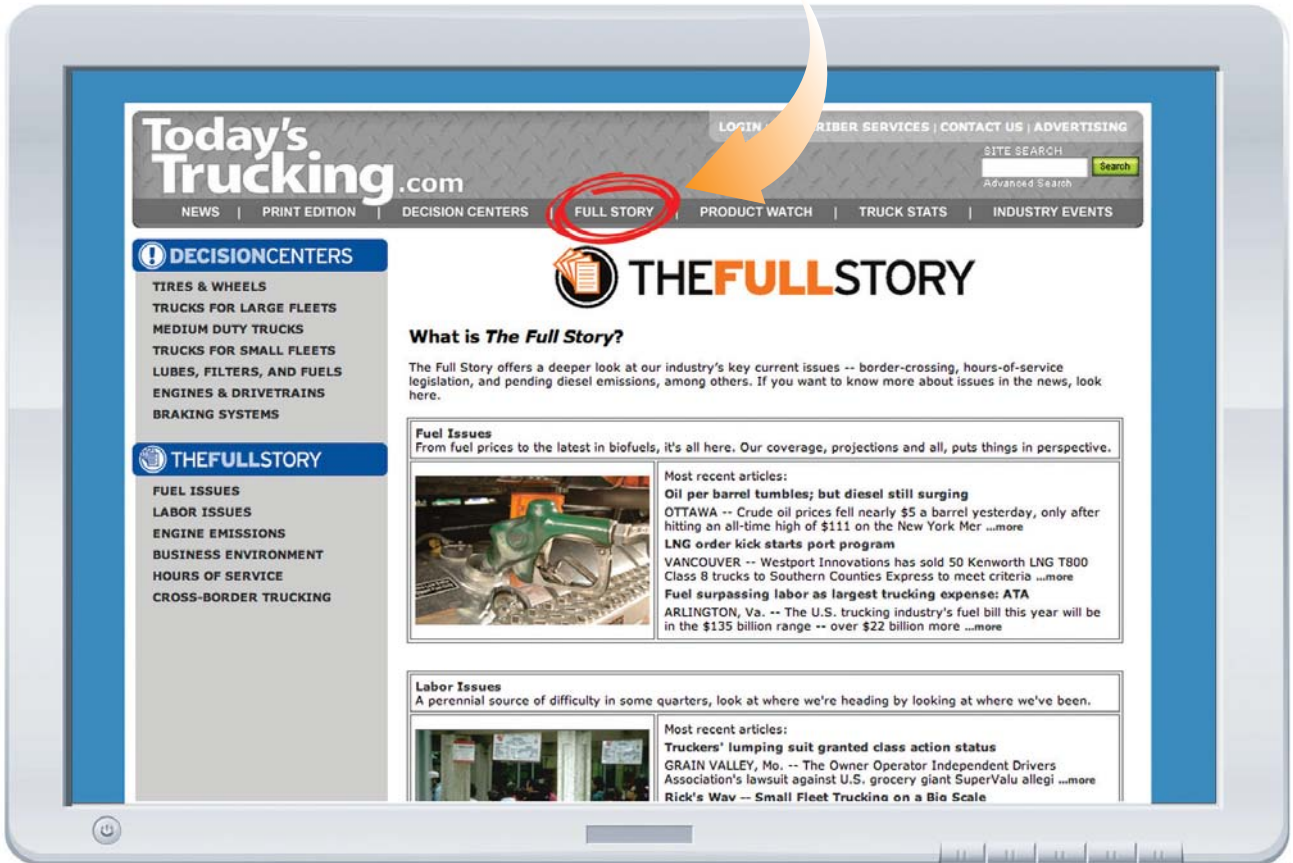 Today's
Trucking.com
LOGIN RIBER SERVICES | CONTACT US | ADVERTISING
SITE SEARCH
Search
Advanced Search
NEWS | PRINT EDITION | DECISION CENTERS | FULL STORY | PRODUCT WATCH | TRUCK STATS | INDUSTRY EVENTS
DECISIONCENTERS
TIRES & WHEELS
TRUCKS FOR LARGE FLEETS
MEDIUM DUTY TRUCKS
TRUCKS FOR SMALL FLEETS
LUBES, FILTERS, AND FUELS
ENGINES & DRIVETRAINS
BRAKING SYSTEMS
THEFULLSTORY
FUEL ISSUES
LABOR ISSUES
ENGINE EMISSIONS
BUSINESS ENVIRONMENT
HOURS OF SERVICE
CROSS-BORDER TRUCKING
THEFULLSTORY
What is The Full Story?
The Full Story offers a deeper look at our industry's key current issues -- border-crossing, hours-of-service
legislation, and pending diesel emissions, among others. If you want to know more about issues in the news, look
here.
Fuel Issues
From fuel prices to the latest in biofuels, it's all here. Our coverage, projections and all, puts things in perspective.
Most recent articles:
Oil per barrel tumbles; but diesel still surging
OTTAWA -- Crude oil prices fell nearly $5 a barrel yesterday, only after
hitting an all-time high of $111 on the New York Mer ...more
LNG order kick starts port program
VANCOUVER -- Westport Innovations has sold 50 Kenworth LNG T800
Class 8 trucks to Southern Counties Express to meet criteria ...more
Fuel surpassing labor as largest trucking expense: ATA
ARLINGTON, Va. -- The U.S. trucking industry's fuel bill this year will be
in the $135 billion range -- over $22 billion more ...more
Labor Issues
A perennial source of difficulty in some quarters, look at where we're heading by looking at where we've been.
Most recent articles:
Truckers' lumping suit granted class action status
GRAIN VALLEY, Mo. -- The Owner Operator Independent Drivers
Association's lawsuit against U.S. grocery giant SuperValu allegi ...more
Rick's Way -- Small Fleet Trucking on a Big Scale